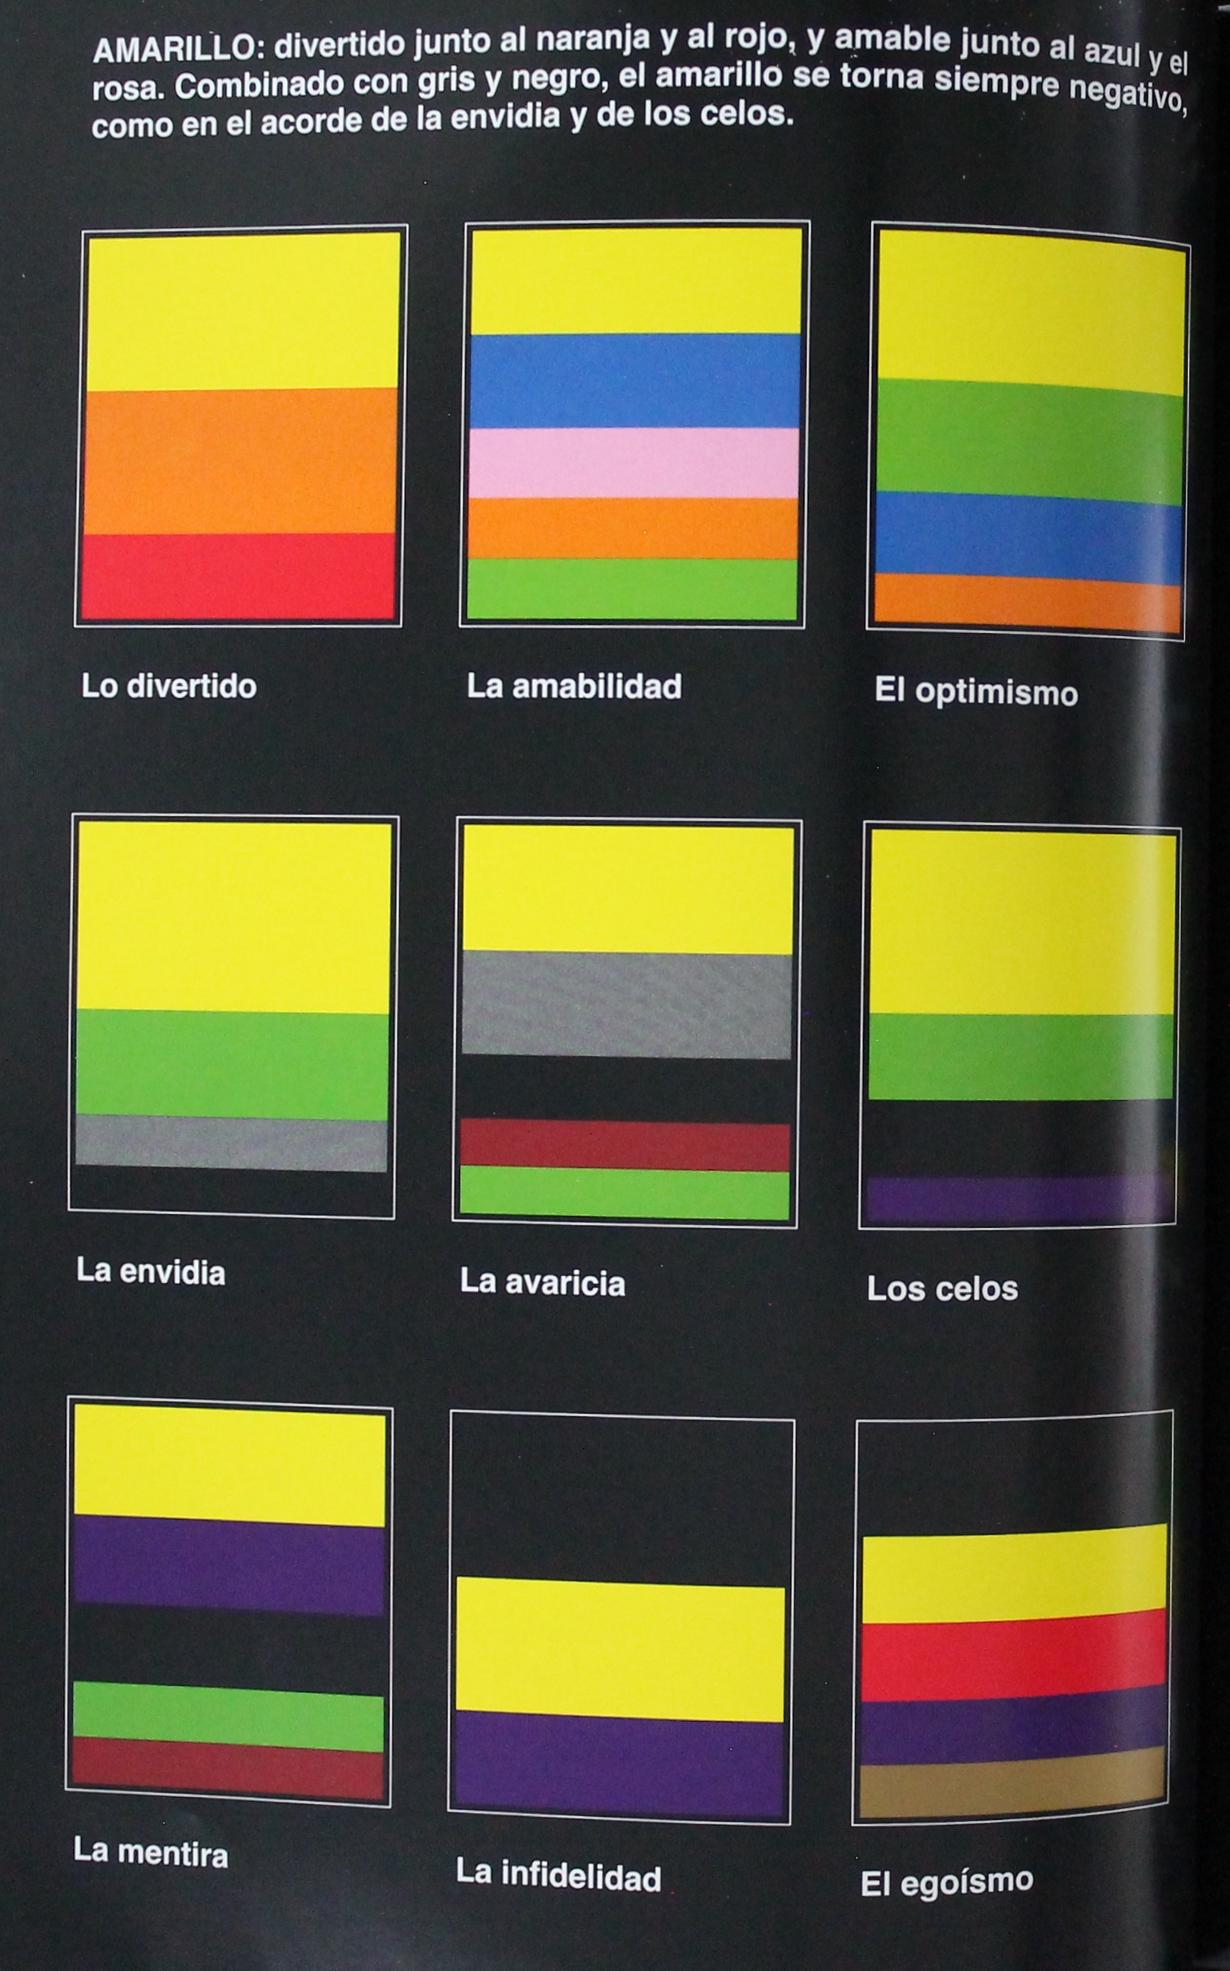 AMARILLO: divertido junto al naranja y al rojo, y amable junto al azul y el
rosa. Combinado con gris y negro, el amarillo se torna siempre negativo,
como en el acorde de la envidia y de los celos.
Lo divertido
La amabilidad
El optimismo
La envidia
La avaricia
Los celos
La mentira
La infidelidad
El egoísmo